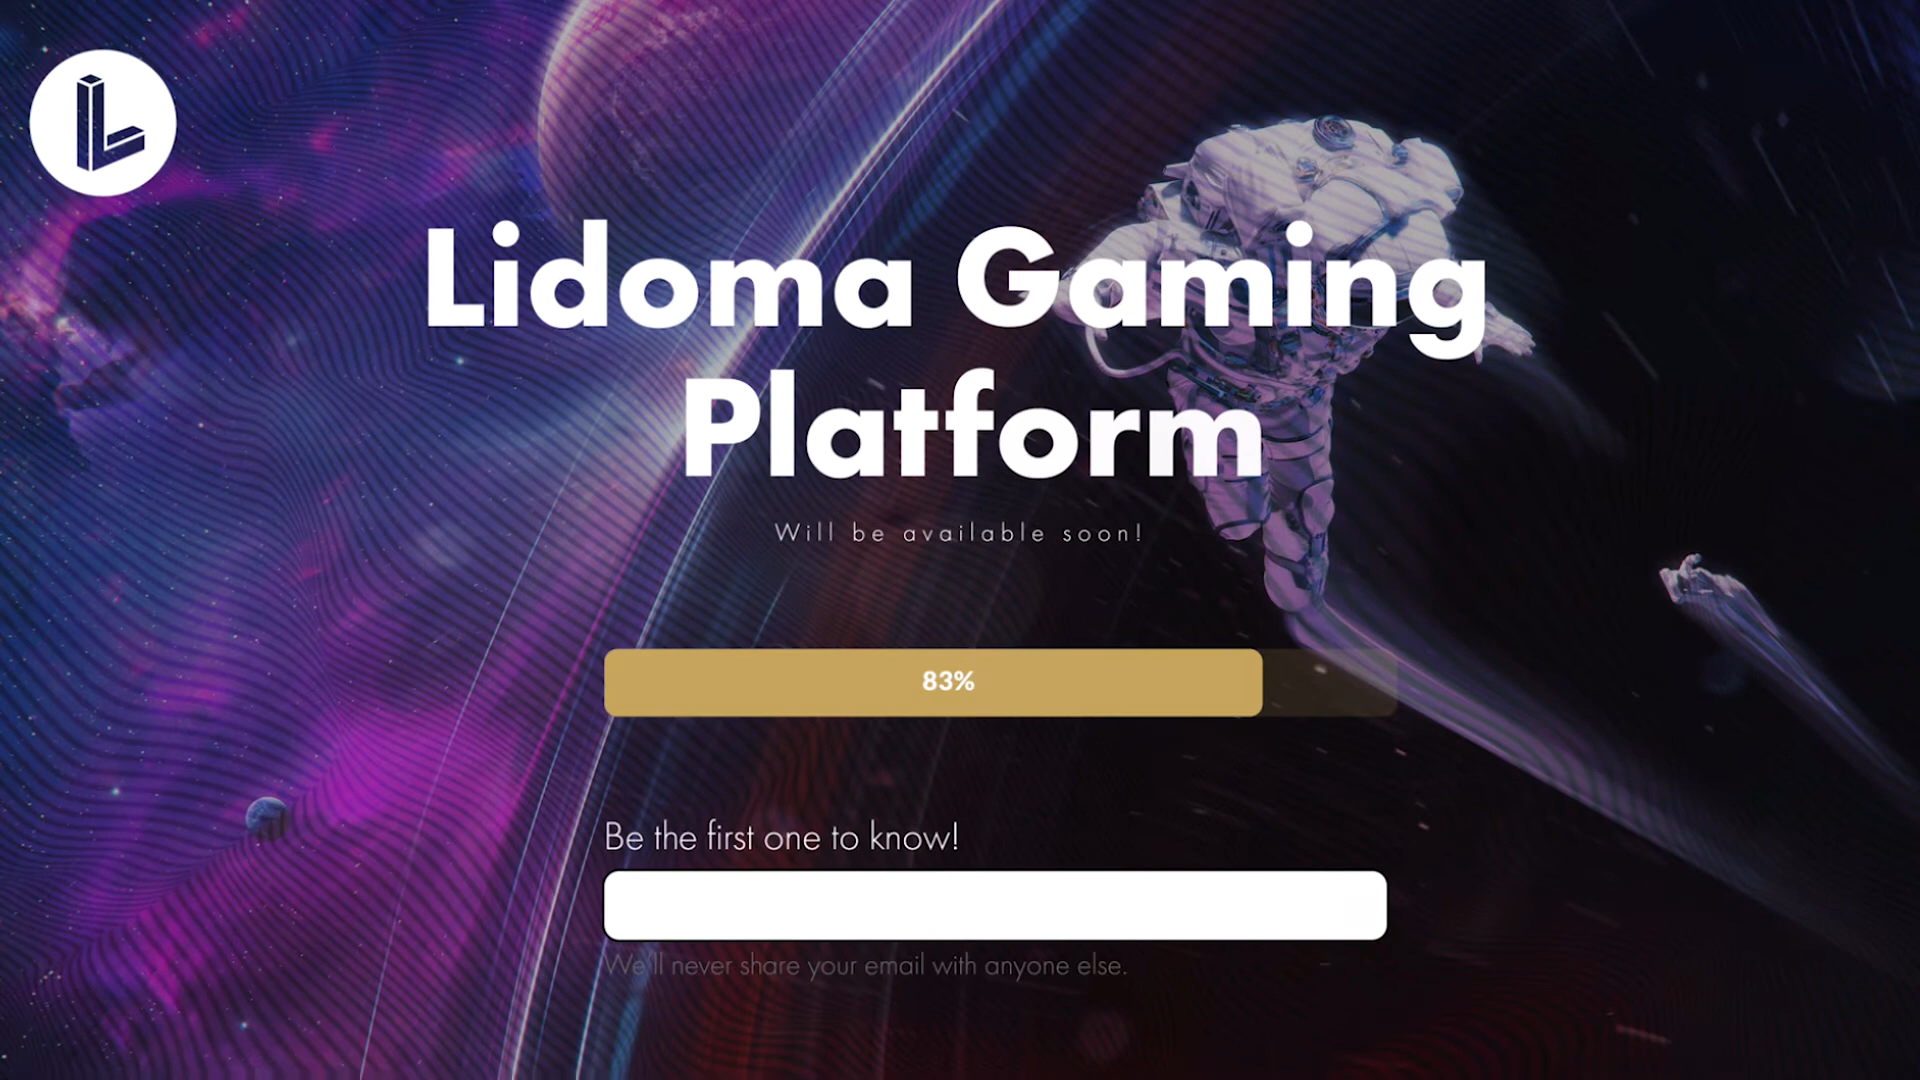 L
Lidoma Gaming
Platform
Will be available soon!
83%
Be the first one to know!
We'll never share your email with anyone else.